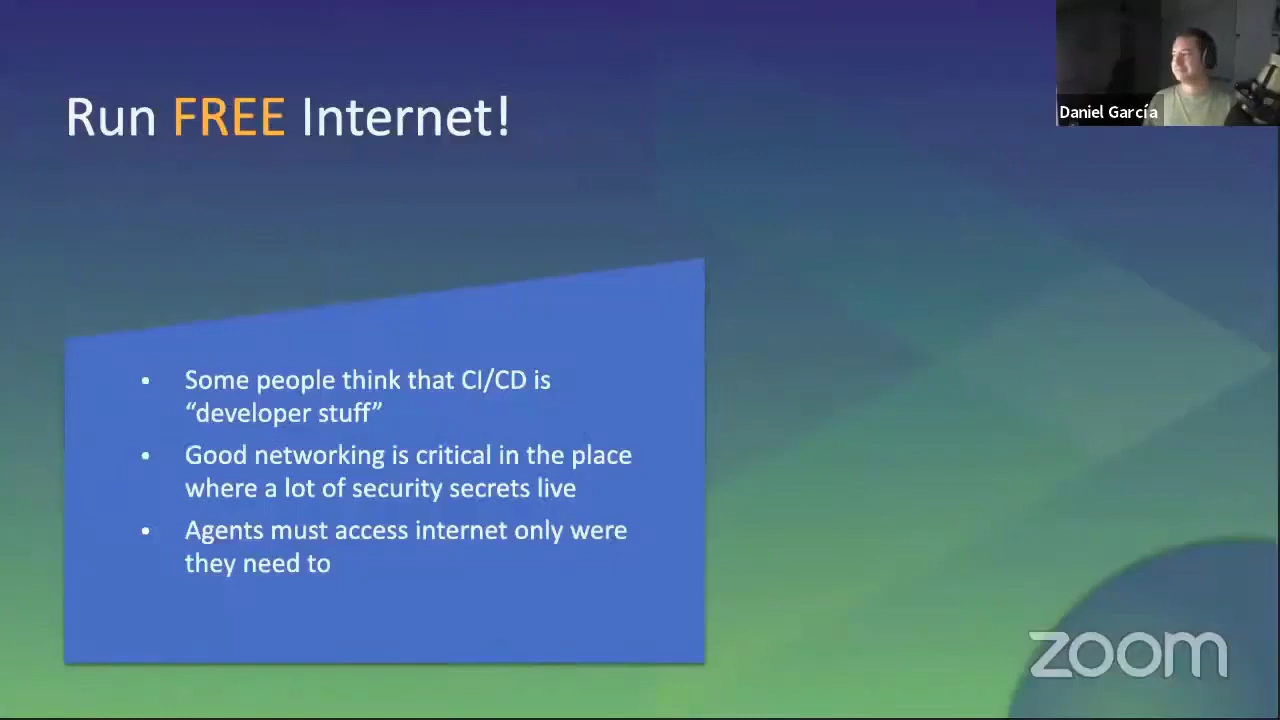 Run FREE Internet!
Daniel García
• Some people think that CI/CD is
“developer stuff”
• Good networking is critical in the place
where a lot of security secrets live
• Agents must access internet only were
they need to
zoom